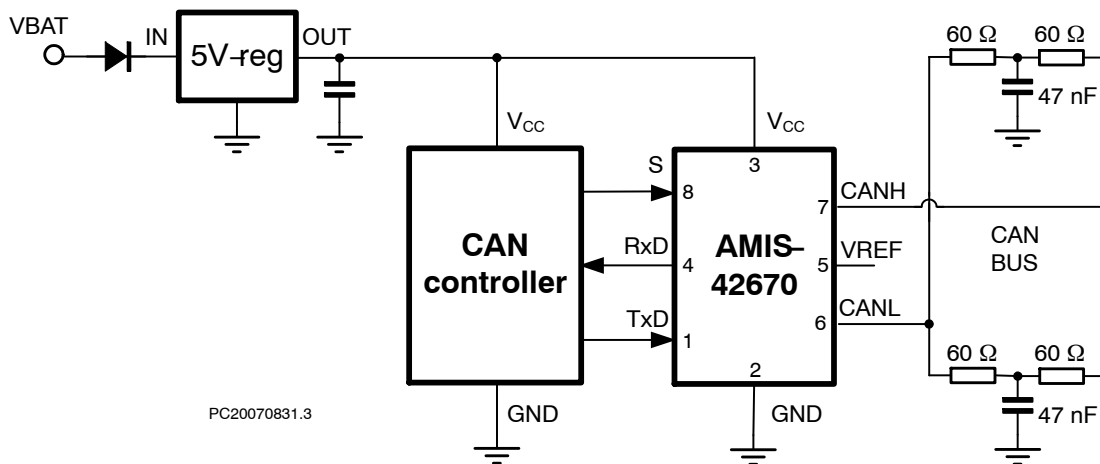 VBAT
IN
5V-reg
OUT
60 Ω
60 Ω
47 nF
VCC
VCC
S
8
3
7
CANH
CAN
controller
RxD
4
AMIS-
42670
5
VREF
CAN
BUS
TxD
1
6
CANL
2
60 Ω
60 Ω
47 nF
PC20070831.3
GND
GND